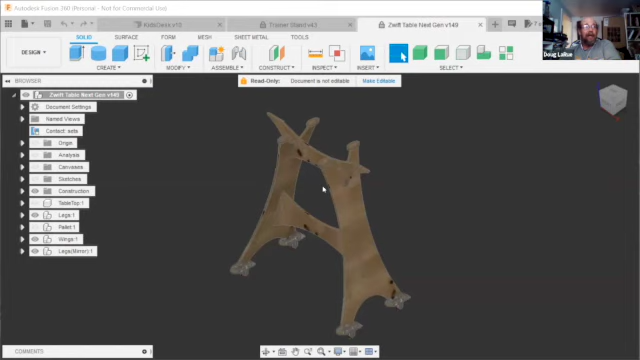 Autodesk Fusion 360 (Personal - Not for Commercial Use)
KidsDesk v10
Trainer Stand v43
Zwift Table Next Gen v149
DESIGN
SOLID
SURFACE
FORM
MESH
SHEET METAL
TOOLS
CREATE
MODIFY
ASSEMBLE
CONSTRUCT
INSPECT
INSERT
SELECT
Doug LaRue
BROWSER
Read-Only:
Document is not editable
Make Editable
Zwift Table Next Gen v149
Document Settings
Named Views
Contact: sets
Origin
Analysis
Canvases
Sketches
Construction
TableTop:1
Legs:1
Pallet:1
Wings:1
Legs(Mirror):1
COMMENTS